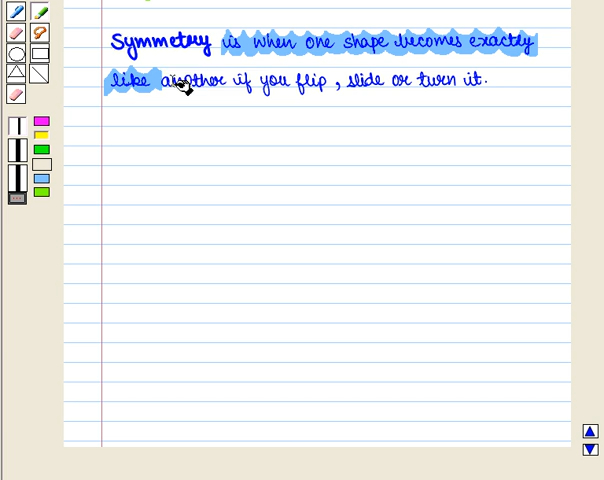 Symmetry is when one shape becomes exactly
like another if you flip, slide or turn it.